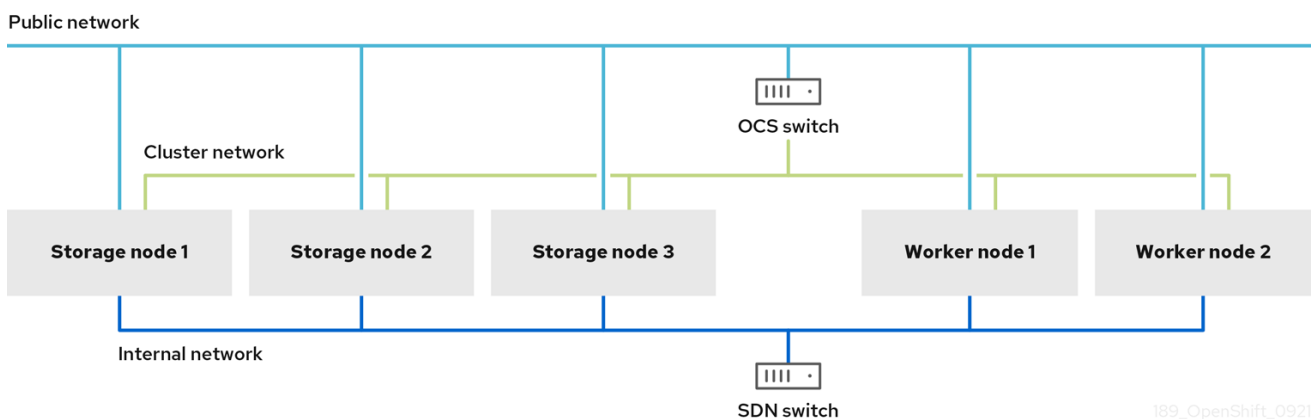 Public network
OCS switch
Cluster network
Storage node 1
Storage node 2
Storage node 3
Worker node 1
Worker node 2
Internal network
SDN switch
189_OpenShift_0921